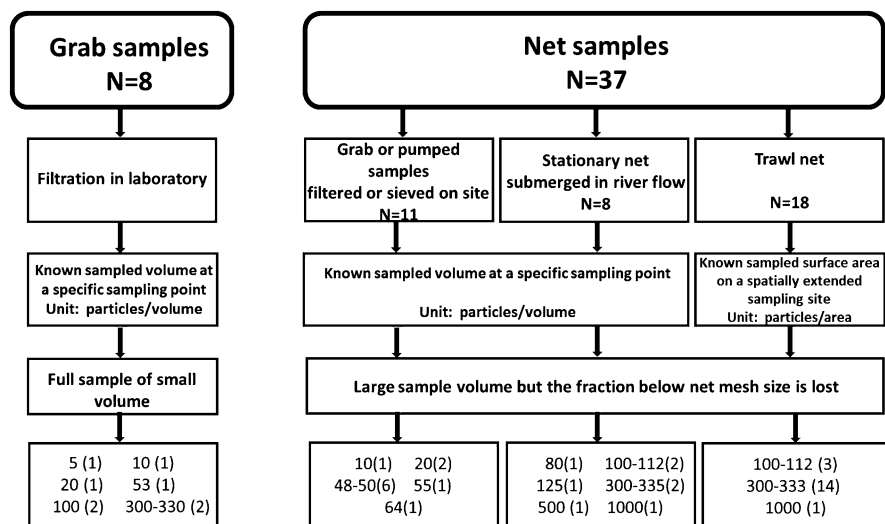 Grab samples
N=8
Net samples
N=37
Filtration in laboratory
Grab or pumped
samples
filtered or sieved on site
N=11
Stationary net
submerged in river flow
N=8
Trawl net
N=18
Known sampled volume at
a specific sampling point
Unit: particles/volume
Known sampled volume at a specific sampling point
Unit: particles/volume
Known sampled surface area
on a spatially extended
sampling site
Unit: particles/area
Full sample of small
volume
Large sample volume but the fraction below net mesh size is lost
5 (1) 10 (1)
20 (1) 53 (1)
100 (2) 300-330 (2)
10(1) 20(2)
48-50(6) 55(1)
64(1)
80(1) 100-112(2)
125(1) 300-335(2)
500 (1) 1000(1)
100-112 (3)
300-333 (14)
1000 (1)